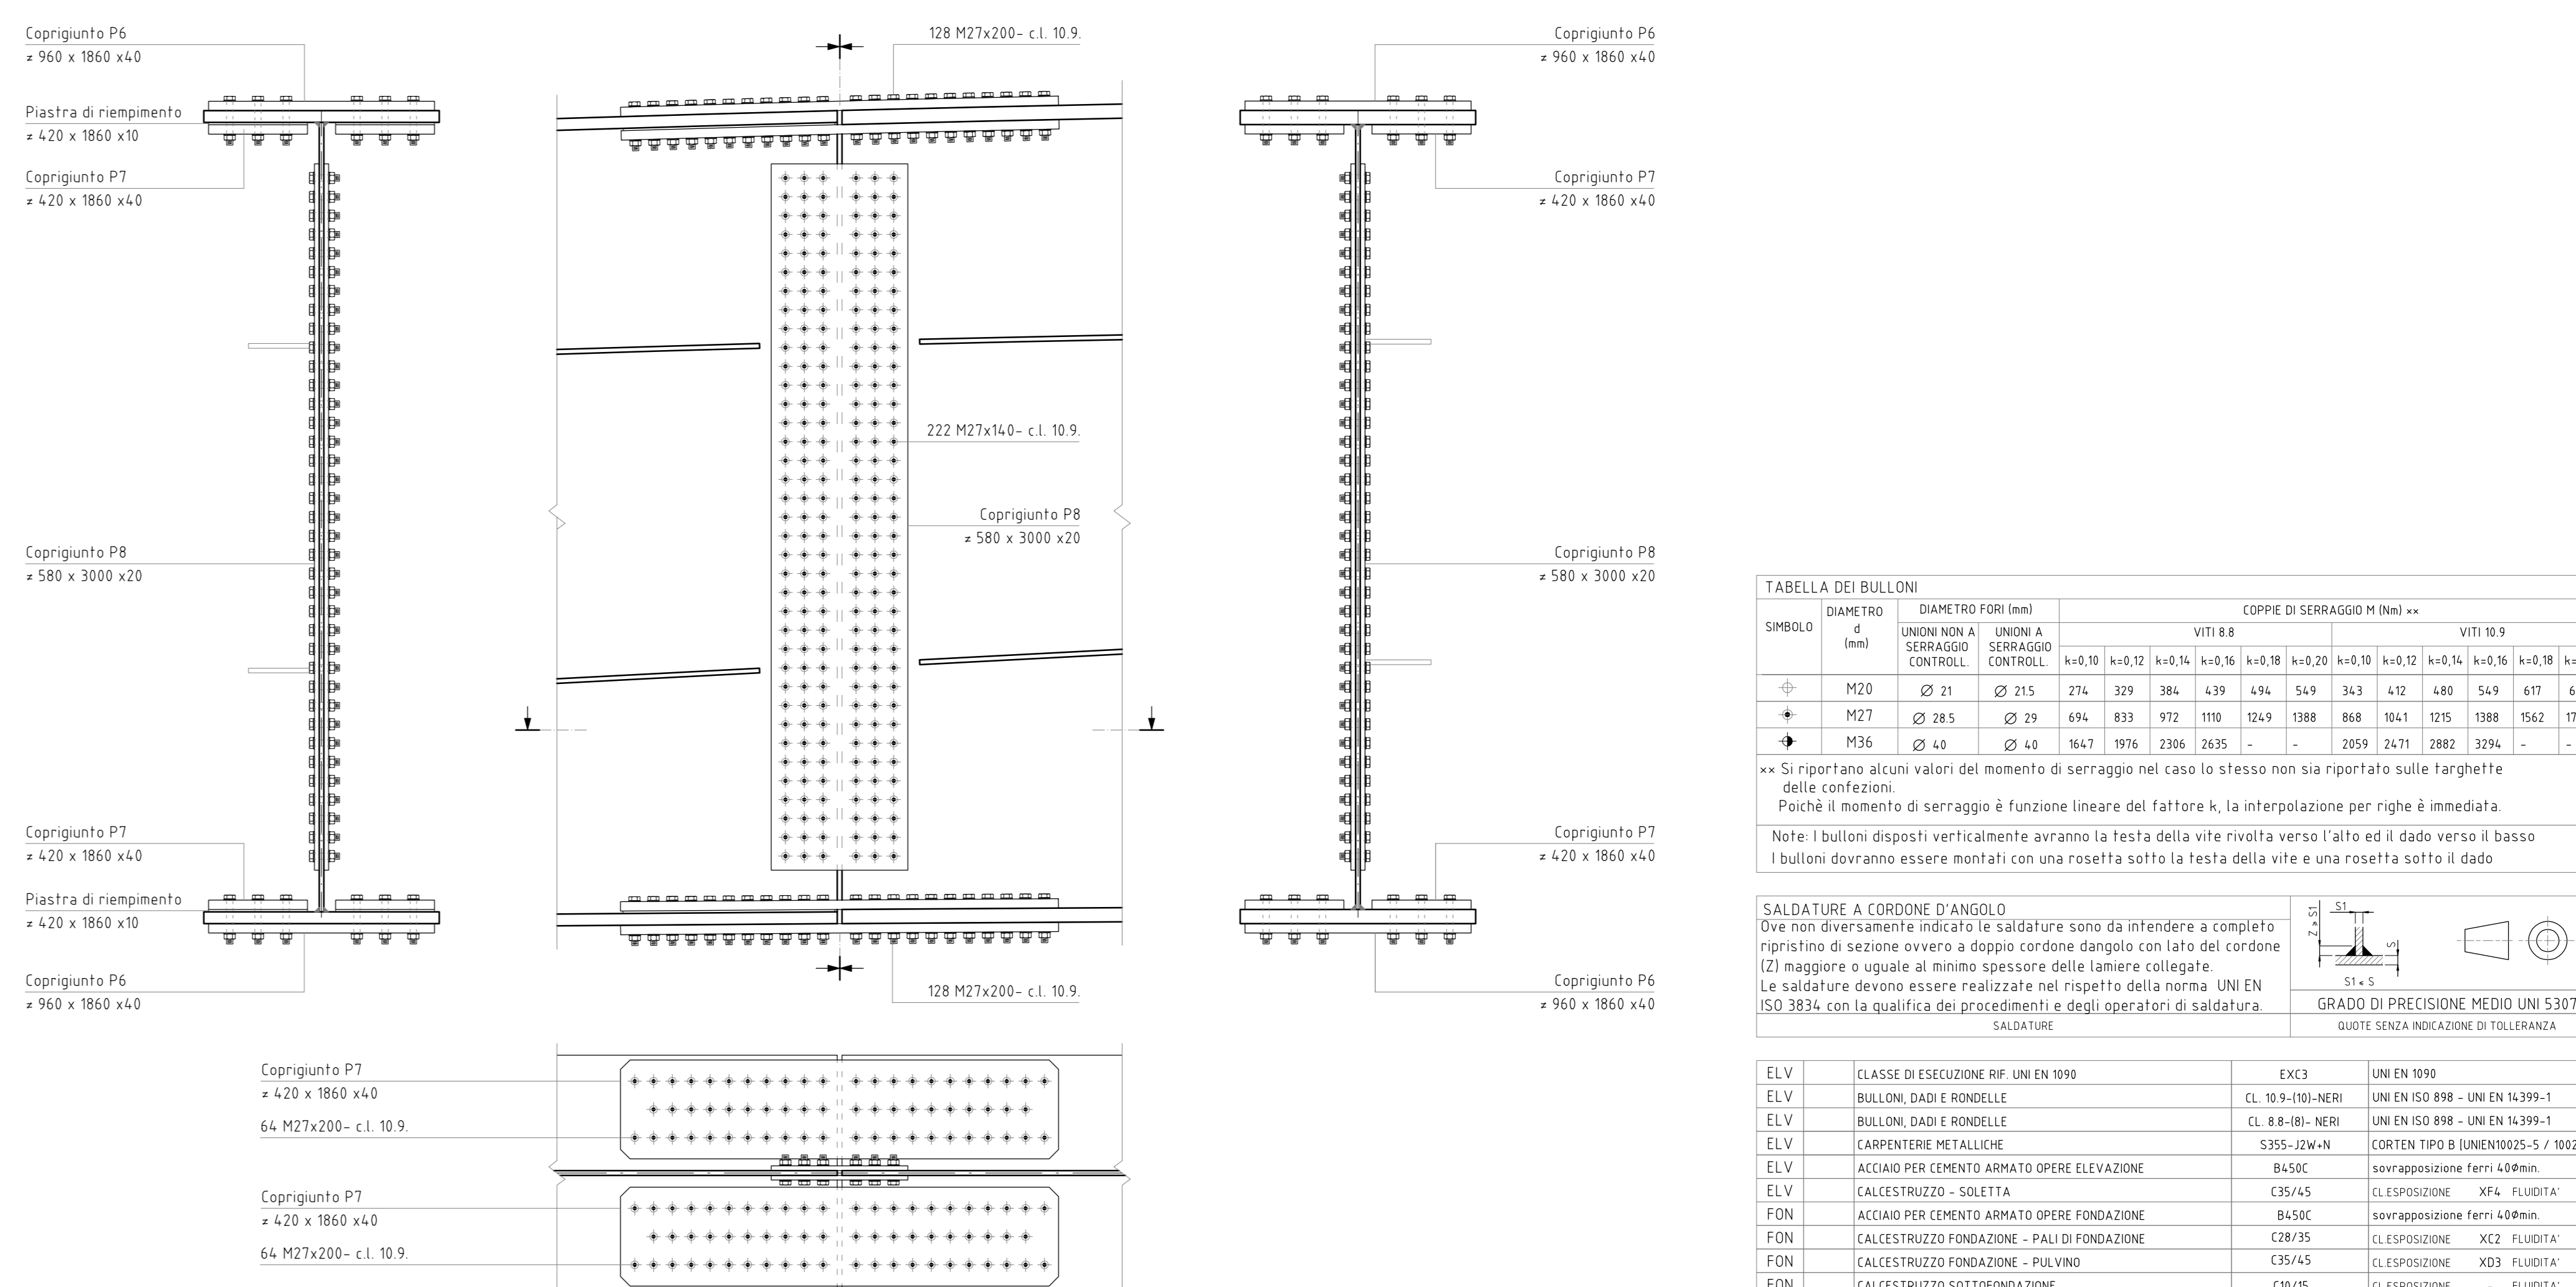 Coprigiunto P6
≠ 960 x 1860 x40
Piastra di riempimento
≠ 420 x 1860 x10
Coprigiunto P7
≠ 420 x 1860 x40
Coprigiunto P8
≠ 580 x 3000 x20
Coprigiunto P7
≠ 420 x 1860 x40
Piastra di riempimento
≠ 420 x 1860 x10
Coprigiunto P6
≠ 960 x 1860 x40
128 M27x200- c.l. 10.9.
222 M27x140- c.l. 10.9.
Coprigiunto P8
≠ 580 x 3000 x20
128 M27x200- c.l. 10.9.
Coprigiunto P6
≠ 960 x 1860 x40
Coprigiunto P7
≠ 420 x 1860 x40
Coprigiunto P8
≠ 580 x 3000 x20
Coprigiunto P7
≠ 420 x 1860 x40
Coprigiunto P6
≠ 960 x 1860 x40
Coprigiunto P7
≠ 420 x 1860 x40
64 M27x200- c.l. 10.9.
Coprigiunto P7
≠ 420 x 1860 x40
64 M27x200- c.l. 10.9.
TABELLA DEI BULLONI
SIMBOLO
DIAMETRO
d
(mm)
DIAMETRO FORI (mm)
UNIONI NON A
SERRAGGIO
CONTROLL.
UNIONI A
SERRAGGIO
CONTROLL.
COPPIE DI SERRAGGIO M (Nm) ××
VITI 8.8 VITI 10.9
k=0,10 k=0,12 k=0,14 k=0,16 k=0,18 k=0,20 k=0,10 k=0,12 k=0,14 k=0,16 k=0,18
M20 Ø 21 Ø 21.5 274 329 384 439 494 549 343 412 480 549 617
M27 Ø 28.5 Ø 29 694 833 972 1110 1249 1388 868 1041 1215 1388 1562
M36 Ø 40 Ø 40 1647 1976 2306 2635 - - 2059 2471 2882 3294 - -
×× Si riportano alcuni valori del momento di serraggio nel caso lo stesso non sia riportato sulle targhette
delle confezioni.
Poichè il momento di serraggio è funzione lineare del fattore k, la interpolazione per righe è immediata.
Note: I bulloni disposti verticalmente avranno la testa della vite rivolta verso l'alto ed il dado verso il basso
I bulloni dovranno essere montati con una rosetta sotto la testa della vite e una rosetta sotto il dado
SALDATURE A CORDONE D'ANGOLO
Ove non diversamente indicato le saldature sono da intendere a completo
ripristino di sezione ovvero a doppio cordone dangolo con lato del cordone
(Z) maggiore o uguale al minimo spessore delle lamiere collegate.
Le saldature devono essere realizzate nel rispetto della norma UNI EN
ISO 3834 con la qualifica dei procedimenti e degli operatori di saldatura.
SALDATURE
S1
Z ≥ S1
S
S1 ≤ S
GRADO DI PRECISIONE MEDIO UNI 5307
QUOTE SENZA INDICAZIONE DI TOLLERANZA
ELV CLASSE DI ESECUZIONE RIF. UNI EN 1090 EXC3 UNI EN 1090
ELV BULLONI, DADI E RONDELLE CL. 10.9-(10)-NERI UNI EN ISO 898 - UNI EN 14399-1
ELV BULLONI, DADI E RONDELLE CL. 8.8-(8)- NERI UNI EN ISO 898 - UNI EN 14399-1
ELV CARPENTERIE METALLICHE S355-J2W+N CORTEN TIPO B (UNIEN10025-5 /
ELV ACCIAIO PER CEMENTO ARMATO OPERE ELEVAZIONE B450C sovrapposizione ferri 40Ømin.
ELV CALCESTRUZZO - SOLETTA C35/45 CL.ESPOSIZIONE XF4 FLUIDITA'
FON ACCIAIO PER CEMENTO ARMATO OPERE FONDAZIONE B450C sovrapposizione ferri 40Ømin.
FON CALCESTRUZZO FONDAZIONE - PALI DI FONDAZIONE C28/35 CL.ESPOSIZIONE XC2 FLUIDITA'
FON CALCESTRUZZO FONDAZIONE - PULVINO C35/45 CL.ESPOSIZIONE XD3 FLUIDITA'
FON CALCESTRUZZO SOTTOFONDAZIONE C10/15 CL.ESPOSIZIONE - FLUIDITA'